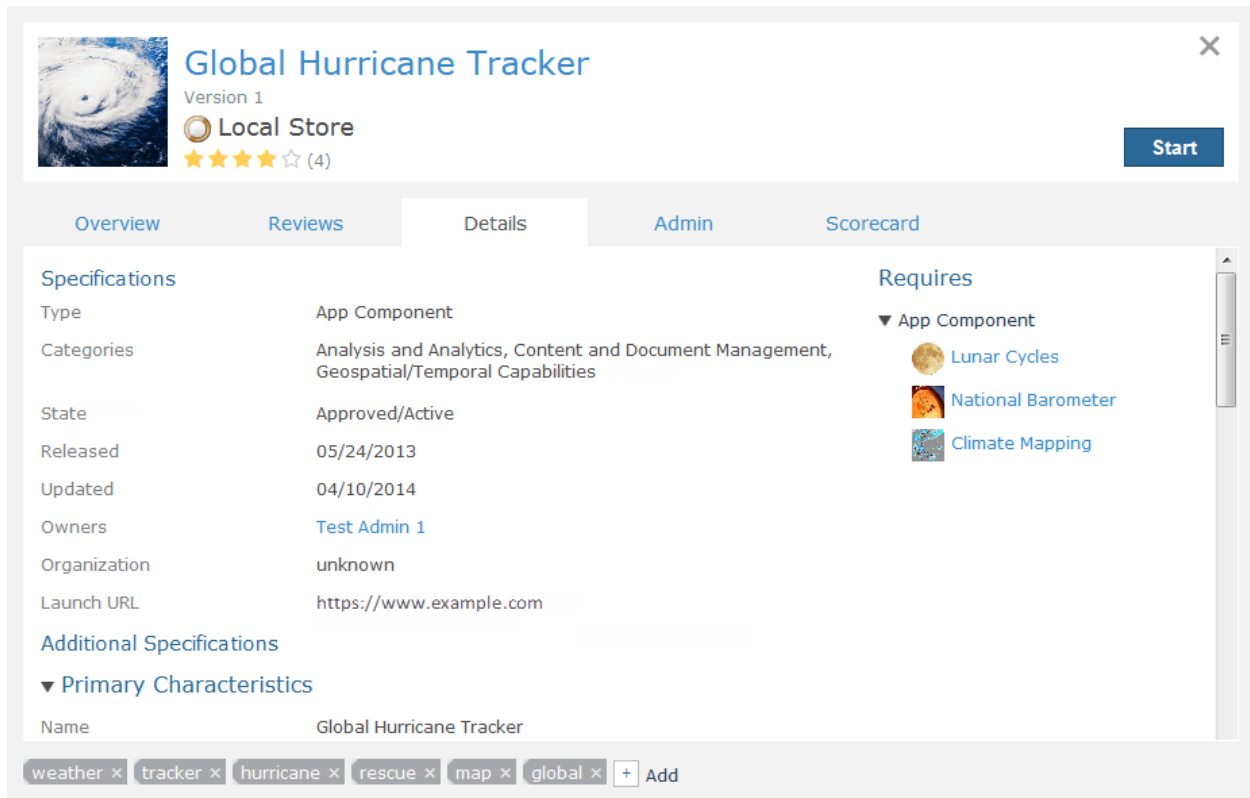 Global Hurricane Tracker
Version 1
Local Store
(4)
Start
Overview Reviews Details Admin Scorecard
Specifications
Type App Component
Categories Analysis and Analytics, Content and Document Management,
Geospatial/Temporal Capabilities
State Approved/Active
Released 05/24/2013
Updated 04/10/2014
Owners Test Admin 1
Organization unknown
Launch URL https://www.example.com
Additional Specifications
Primary Characteristics
Name Global Hurricane Tracker
Requires
App Component
Lunar Cycles
National Barometer
Climate Mapping
weather × tracker × hurricane × rescue × map × global × + Add